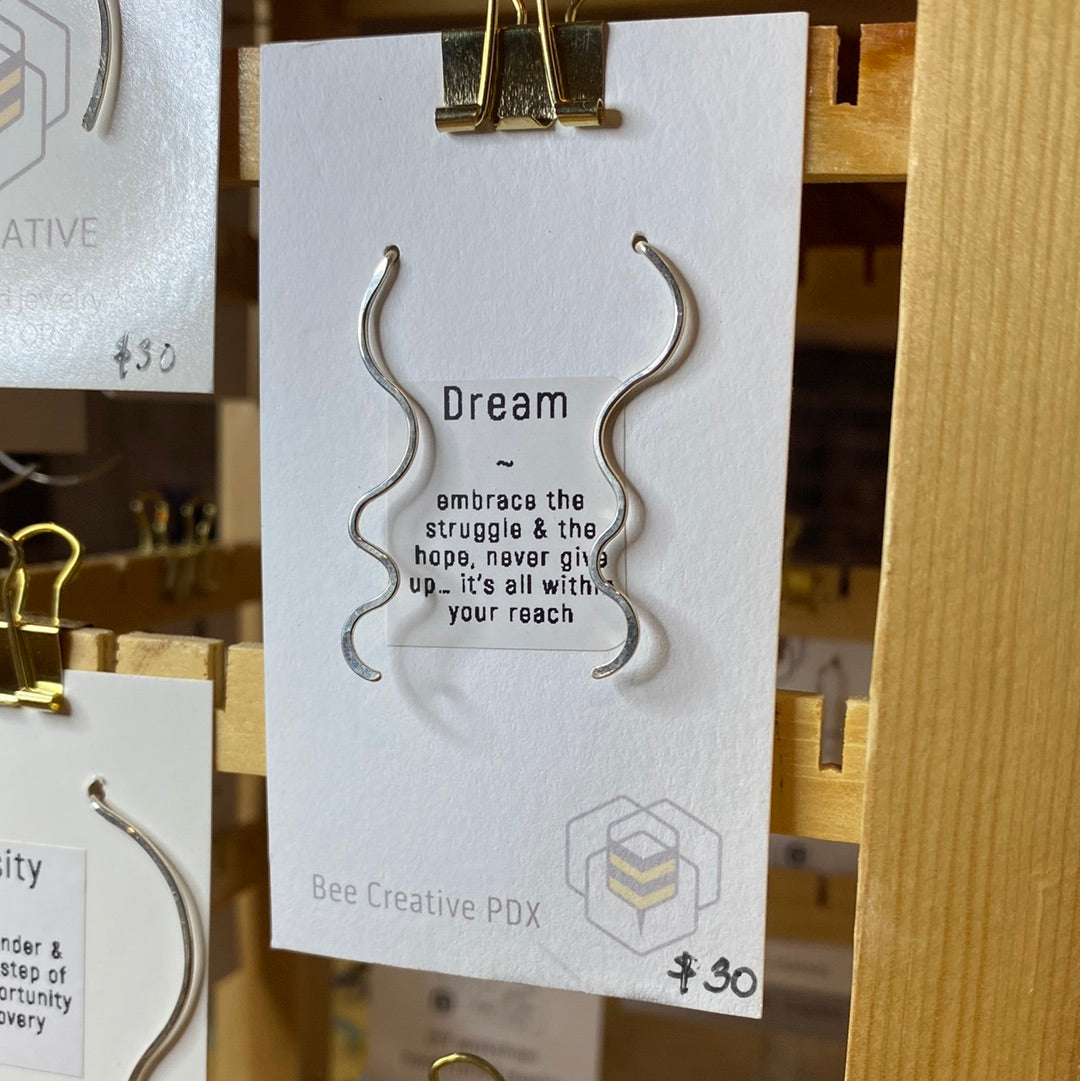 ATIVE
jewelry
$30
Dream
~
embrace the
struggle & the
hope, never give
up... it's all within
your reach
Bee Creative PDX
$30
sity
nder &
step of
ortunity
overy